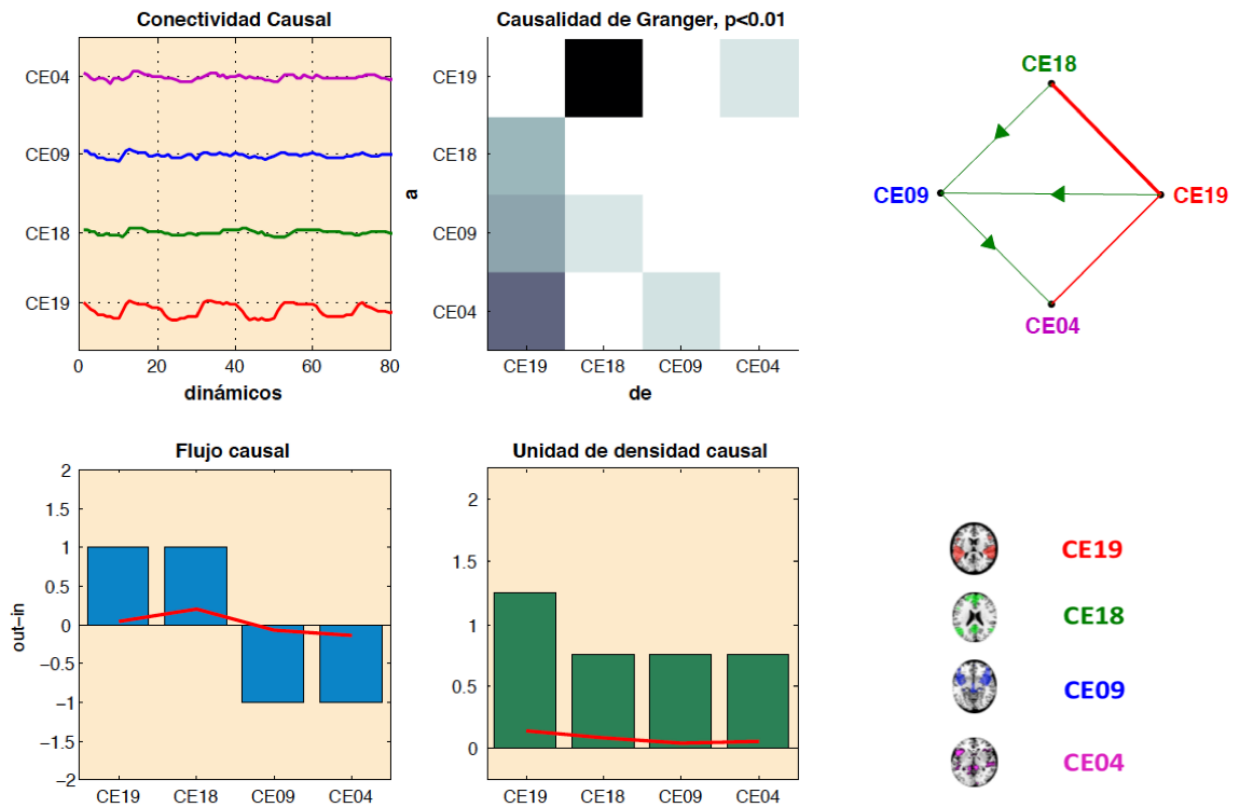 Conectividad Causal
CE04
CE09
CE18
CE19
0 20 40 60 80
dinámicos
Causalidad de Granger, p<0.01
a
CE19
CE18
CE09
CE04
CE19 CE18 CE09 CE04
de
CE18
CE09
CE19
CE04
Flujo causal
out–in
2
1.5
1
0.5
0
−0.5
−1
−1.5
−2
CE19 CE18 CE09 CE04
Unidad de densidad causal
2
1.5
1
0.5
0
CE19 CE18 CE09 CE04
CE19
CE18
CE09
CE04